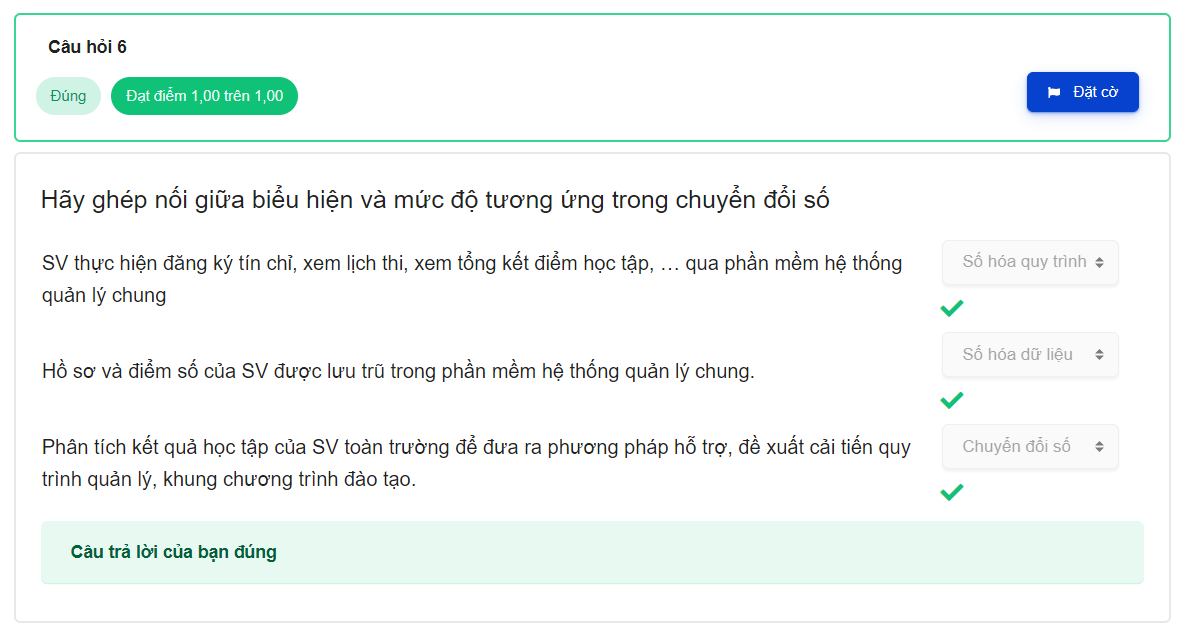 Câu hỏi 6
Đúng
Đạt điểm 1,00 trên 1,00
Đặt cờ
Hãy ghép nối giữa biểu hiện và mức độ tương ứng trong chuyển đổi số
SV thực hiện đăng ký tín chỉ, xem lịch thi, xem tổng kết điểm học tập, … qua phần mềm hệ thống
quản lý chung
Số hóa quy trình
Hồ sơ và điểm số của SV được lưu trũ trong phần mềm hệ thống quản lý chung.
Số hóa dữ liệu
Phân tích kết quả học tập của SV toàn trường để đưa ra phương pháp hỗ trợ, đề xuất cải tiến quy
trình quản lý, khung chương trình đào tạo.
Chuyển đổi số
Câu trả lời của bạn đúng